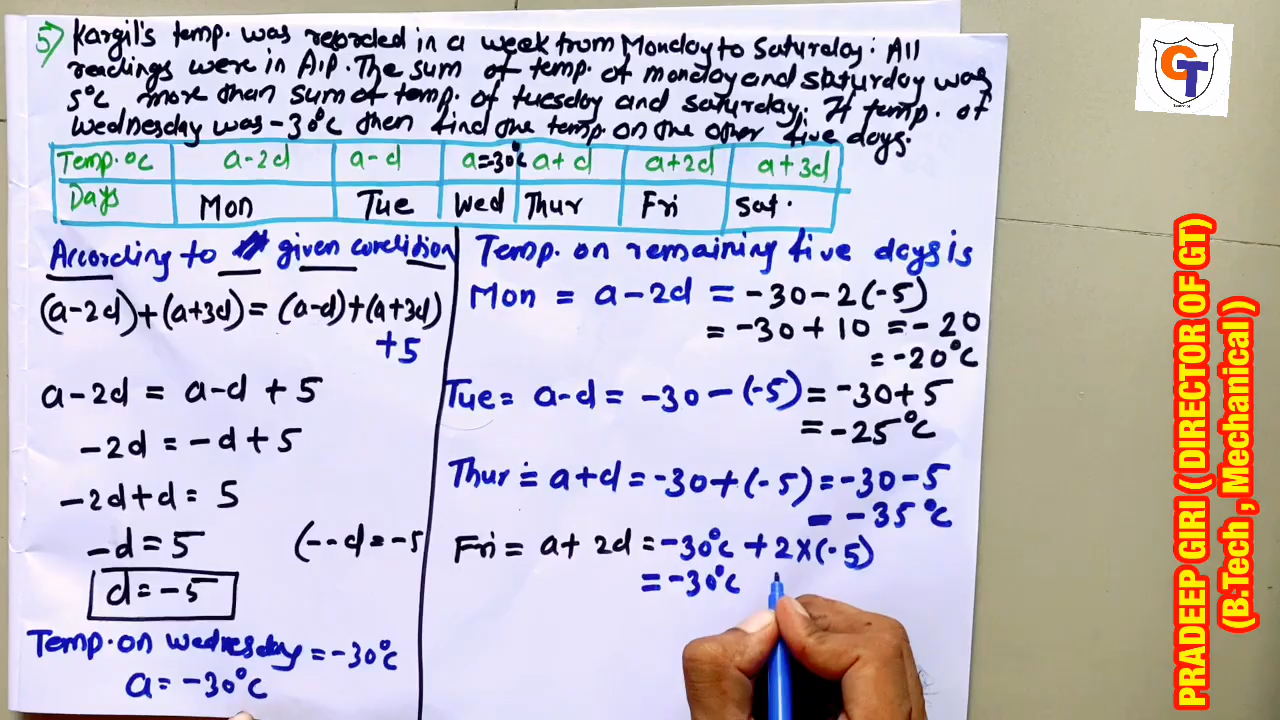 5) Kargil's temp. was recorded in a week from Monday to Saturday: All
readings were in A.P. The sum of temp. of monday and saturday was
5°C more than sum of temp. of tuesday and saturday. If temp. of
Wednesday was -30°C then find the temp. on the other five days.
Temp. °C a-2d a-d a=30°C a+d a+2d a+3d
Days Mon Tue Wed Thur Fri Sat.
According to given condition
(a-2d)+(a+3d) = (a-d)+(a+3d)
+5
a-2d = a-d+5
-2d = -d+5
-2d+d = 5
-d = 5 (--d=-5
d = -5
Temp. on wednesday = -30°C
a = -30°C
Temp. on remaining five days is
Mon = a-2d = -30-2(-5)
= -30+10 = -20
= -20°C
Tue = a-d = -30-(-5) = -30+5
= -25°C
Thur = a+d = -30+(-5) = -30-5
= -35°C
Fri = a+2d = -30°C + 2×(-5)
= -30°C
GT
PRADEEP GIRI (( DIRECTOR OF GT)
(B.Tech , Mechanical )